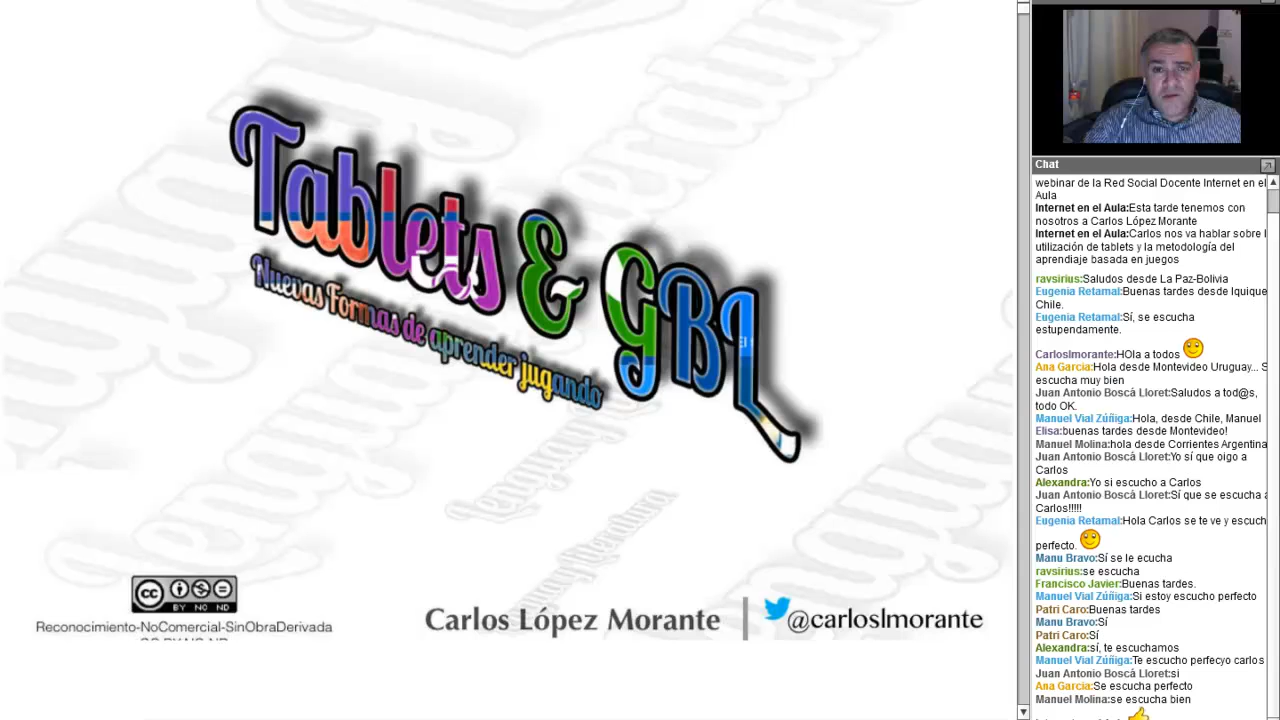 Tablets & GBL
Nuevas Formas de aprender jugando
BY NC ND
Reconocimiento-NoComercial-SinObraDerivada
CC BY-NC-ND
Carlos López Morante
@carloslmorante
Chat
webinar de la Red Social Docente Internet en el
Aula
Internet en el Aula:Esta tarde tenemos con
nosotros a Carlos López Morante
Internet en el Aula:Carlos nos va hablar sobre l
utilización de tablets y la metodología del
aprendiaje basada en juegos
ravsirius:Saludos desde La Paz-Bolivia
Eugenia Retamal:Buenas tardes desde Iquique
Chile.
Eugenia Retamal:Sí, se escucha
estupendamente.
Carloslmorante:HOla a todos
Ana Garcia:Hola desde Montevideo Uruguay... S
escucha muy bien
Juan Antonio Boscá Lloret:Saludos a tod@s,
todo OK.
Manuel Vial Zúñiga:Hola, desde Chile, Manuel
Elisa:buenas tardes desde Montevideo!
Manuel Molina:hola desde Corrientes Argentina
Juan Antonio Boscá Lloret:Yo sí que oigo a
Carlos
Alexandra:Yo si escucho a Carlos
Juan Antonio Boscá Lloret:Sí que se escucha a
Carlos!!!!!
Eugenia Retamal:Hola Carlos se te ve y escuch
perfecto.
Manu Bravo:Sí se le ecucha
ravsirius:se escucha
Francisco Javier:Buenas tardes.
Manuel Vial Zúñiga:Si estoy escucho perfecto
Patri Caro:Buenas tardes
Manu Bravo:Sí
Patri Caro:Sí
Alexandra:sí, te escuchamos
Manuel Vial Zúñiga:Te escucho perfecyo carlos
Juan Antonio Boscá Lloret:si
Ana Garcia:Se escucha perfecto
Manuel Molina:se escucha bien